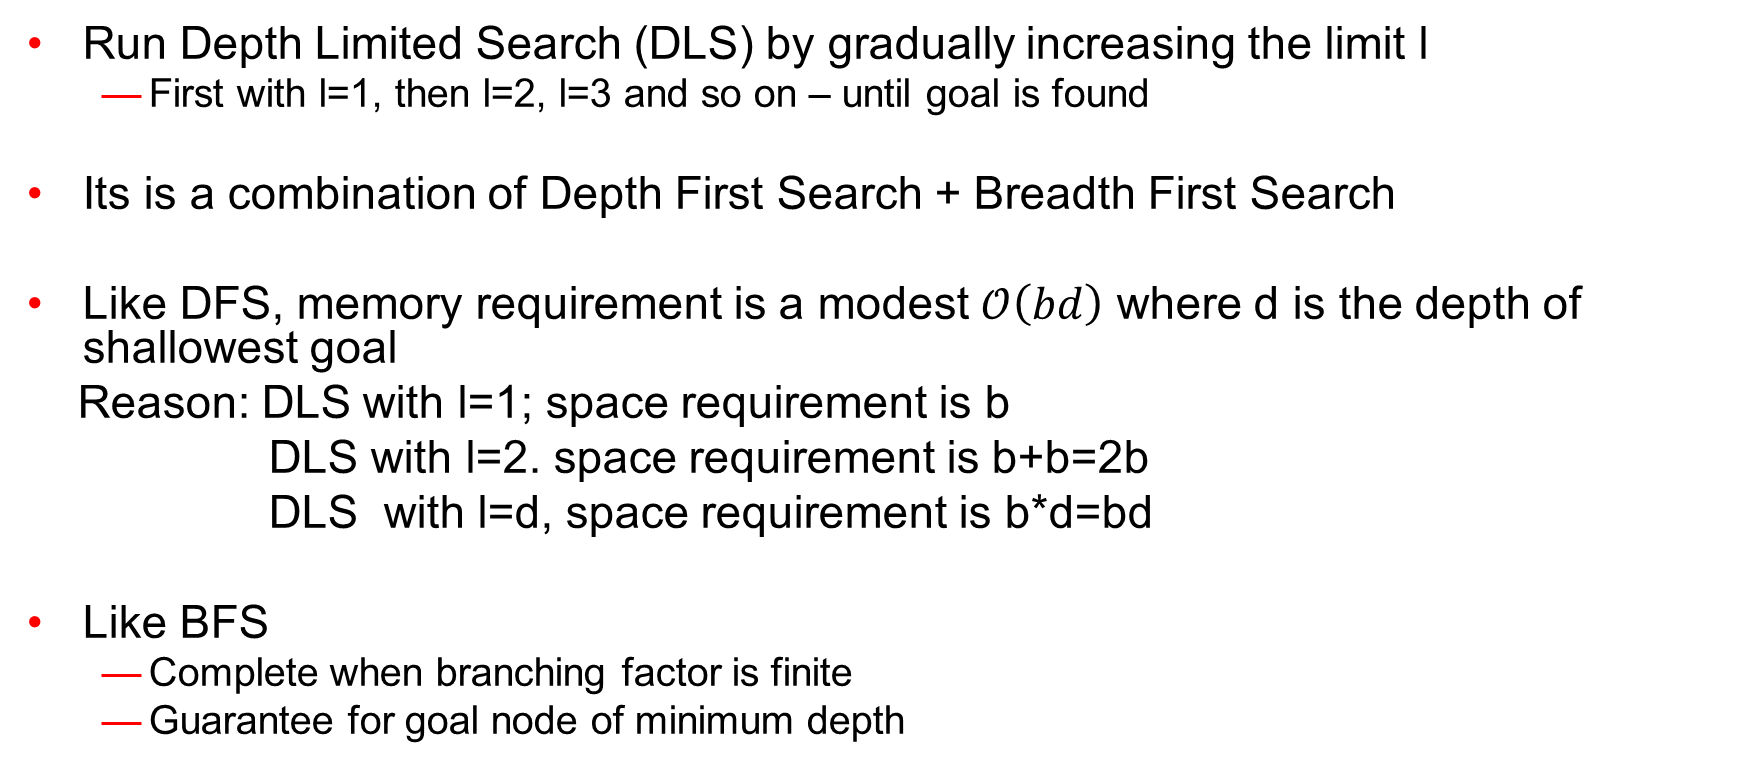 • Run Depth Limited Search (DLS) by gradually increasing the limit l
— First with l=1, then l=2, l=3 and so on – until goal is found
• Its is a combination of Depth First Search + Breadth First Search
• Like DFS, memory requirement is a modest 𝒪(𝑏𝑑) where d is the depth of
shallowest goal
Reason: DLS with l=1; space requirement is b
DLS with l=2. space requirement is b+b=2b
DLS with l=d, space requirement is b*d=bd
• Like BFS
— Complete when branching factor is finite
— Guarantee for goal node of minimum depth